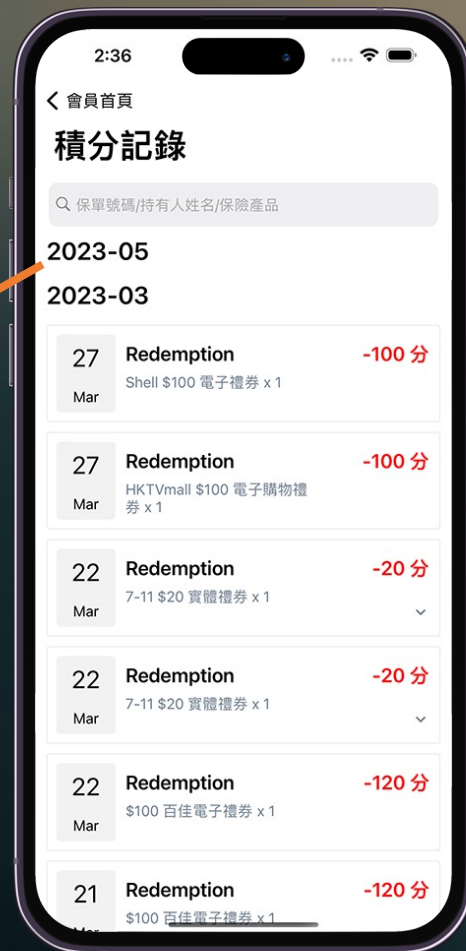 2:36
會員首頁
積分記錄
保單號碼/持有人姓名/保險產品
2023-05
2023-03
27 Redemption -100 分
Mar Shell $100 電子禮券 x 1
27 Redemption -100 分
Mar HKTVmall $100 電子購物禮
券 x 1
22 Redemption -20 分
Mar 7-11 $20 實體禮券 x 1
22 Redemption -20 分
Mar 7-11 $20 實體禮券 x 1
22 Redemption -120 分
Mar $100 百佳電子禮券 x 1
21 Redemption -120 分
Mar $100 百佳電子禮券 x 1